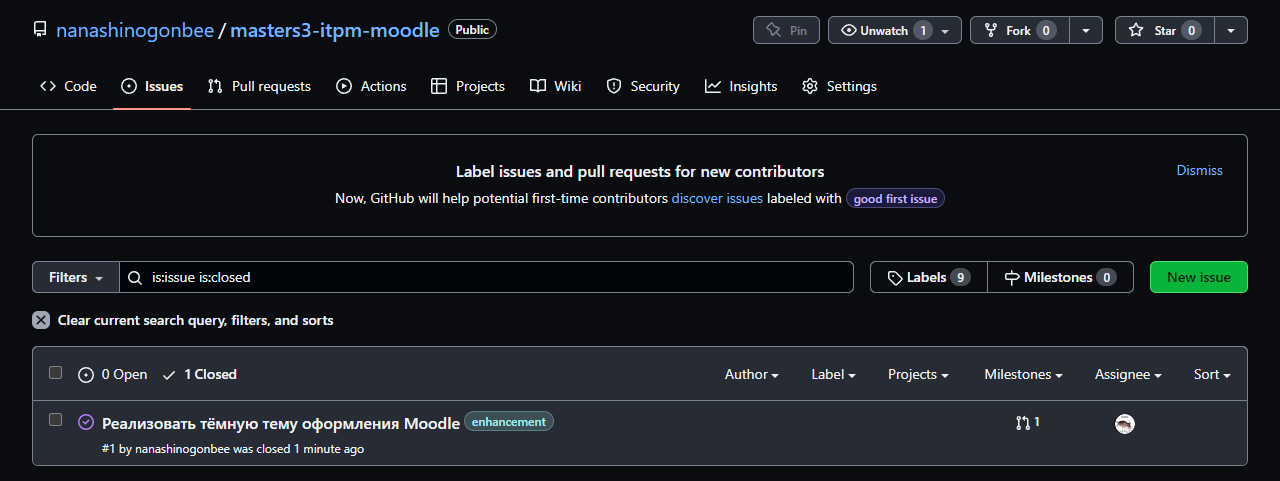 nanashinogonbee / masters3-itpm-moodle Public Pin Unwatch 1 Fork 0 Star 0
Code Issues Pull requests Actions Projects Wiki Security Insights Settings
Label issues and pull requests for new contributors
Dismiss
Now, GitHub will help potential first-time contributors discover issues labeled with good first issue
Filters is:issue is:closed Labels 9 Milestones 0 New issue
Clear current search query, filters, and sorts
0 Open 1 Closed Author Label Projects Milestones Assignee Sort
Реализовать тёмную тему оформления Moodle enhancement 1
#1 by nanashinogonbee was closed 1 minute ago